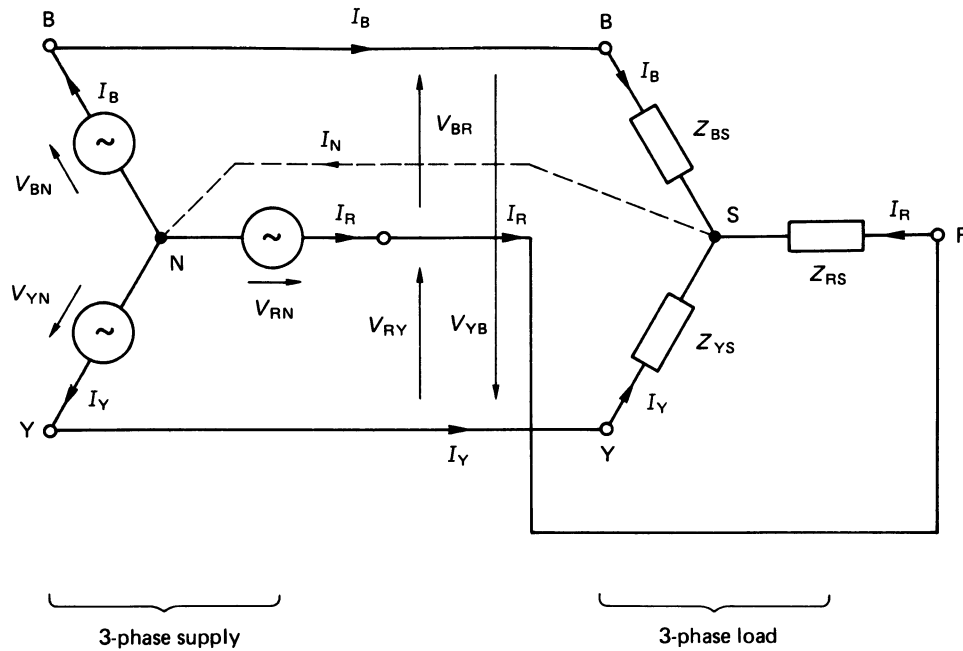 I_B
B
B
I_B
I_B
Z_BS
V_BR
I_N
V_BN
S
I_R
I_R
I_R
N
V_YN
V_RN
Z_RS
V_RY
V_YB
Z_YS
I_Y
I_Y
Y
Y
I_Y
3-phase supply
3-phase load